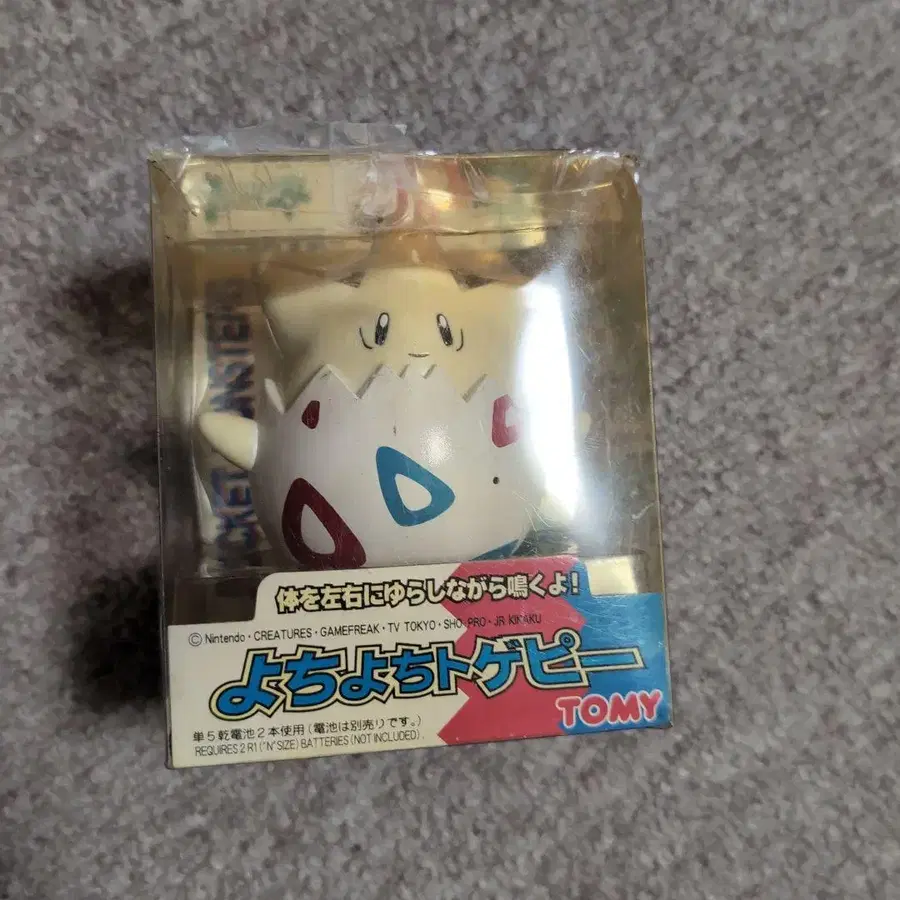 POCKET MONSTERS
体を左右にゆらしながら鳴くよ!
© Nintendo・CREATURES・GAMEFREAK・TV TOKYO・SHO-PRO・JR KIKAKU
よちよちトゲピー
TOMY
単5乾電池2本使用(電池は別売りです。)
REQUIRES 2 R1 ("N" SIZE) BATTERIES (NOT INCLUDED).